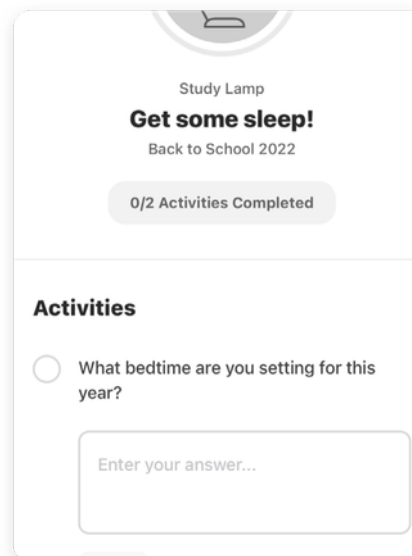 Study Lamp
Get some sleep!
Back to School 2022
0/2 Activities Completed
Activities
What bedtime are you setting for this
year?
Enter your answer...